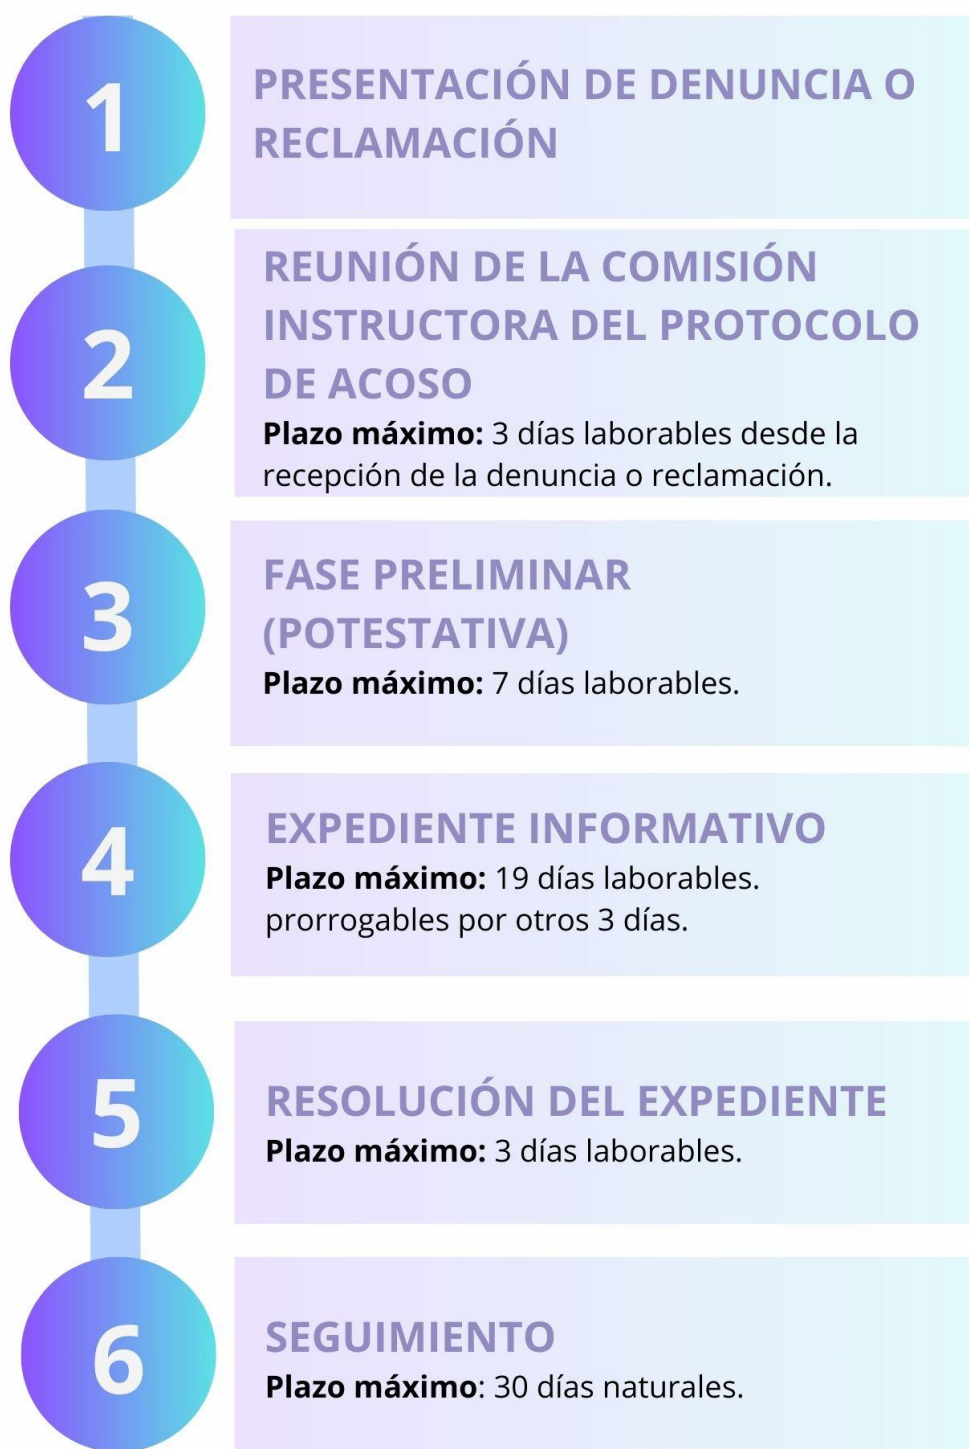 1
PRESENTACIÓN DE DENUNCIA O
RECLAMACIÓN
2
REUNIÓN DE LA COMISIÓN
INSTRUCTORA DEL PROTOCOLO
DE ACOSO
Plazo máximo: 3 días laborables desde la
recepción de la denuncia o reclamación.
3
FASE PRELIMINAR
(POTESTATIVA)
Plazo máximo: 7 días laborables.
4
EXPEDIENTE INFORMATIVO
Plazo máximo: 19 días laborables.
prorrogables por otros 3 días.
5
RESOLUCIÓN DEL EXPEDIENTE
Plazo máximo: 3 días laborables.
6
SEGUIMIENTO
Plazo máximo: 30 días naturales.